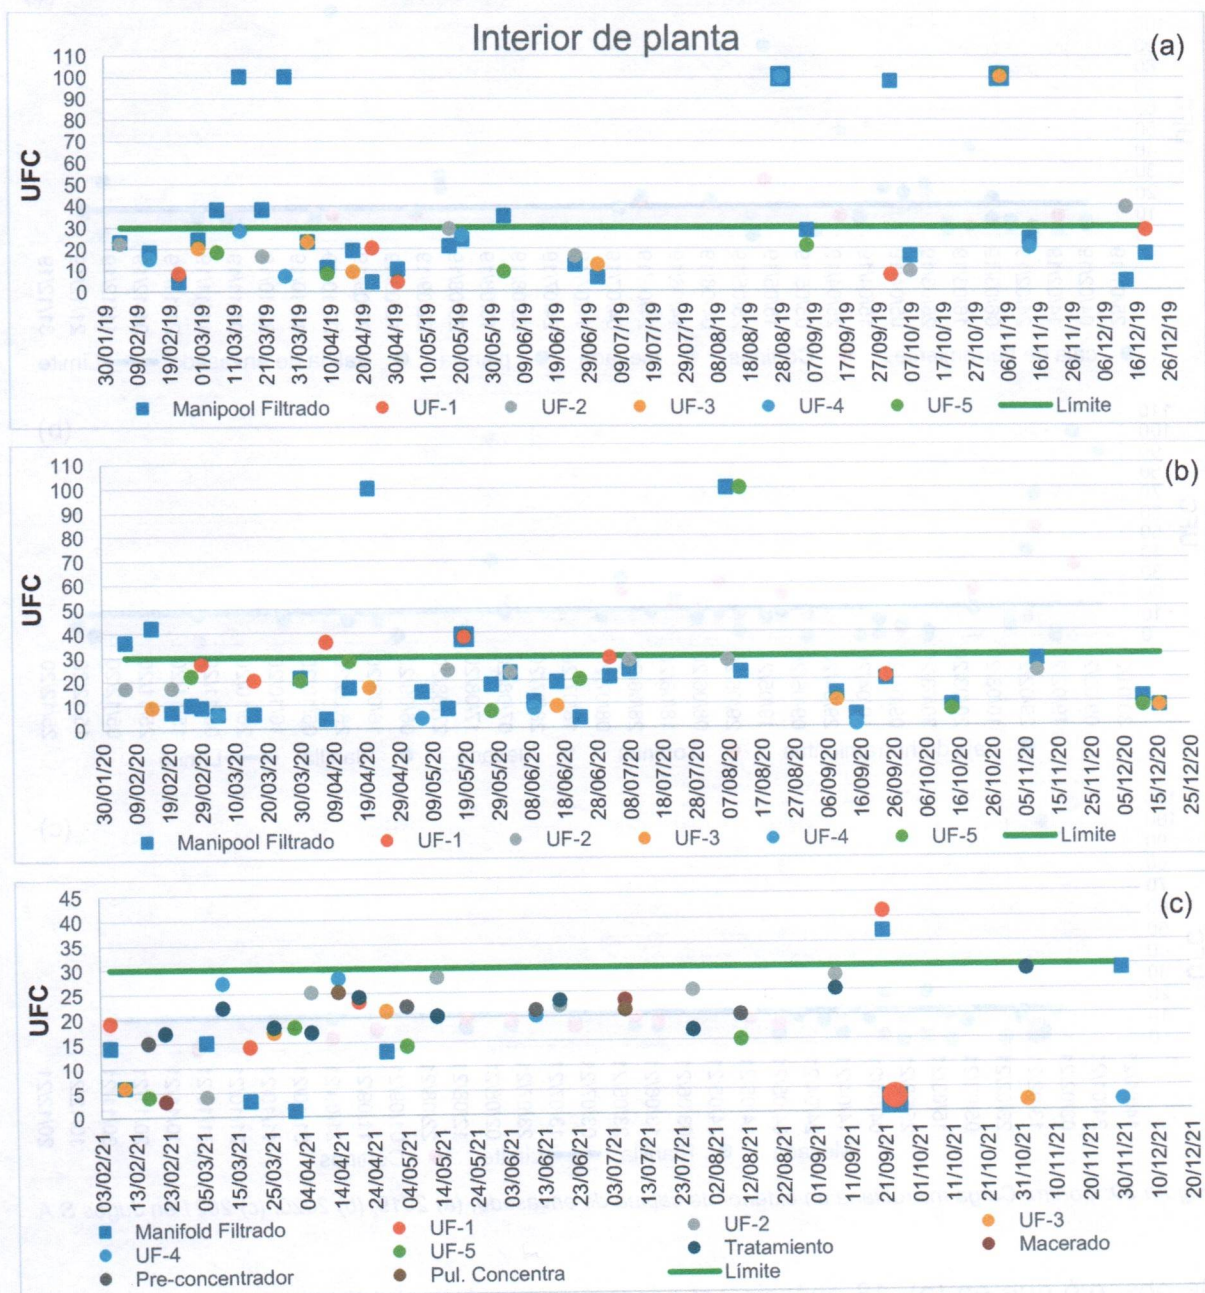 Interior de planta
(a)
UFC
110
100
90
80
70
60
50
40
30
20
10
0
30/01/19 09/02/19 19/02/19 01/03/19 11/03/19 21/03/19 31/03/19 10/04/19 20/04/19 30/04/19 10/05/19 20/05/19 30/05/19 09/06/19 19/06/19 29/06/19 09/07/19 19/07/19 29/07/19 08/08/19 18/08/19 28/08/19 07/09/19 17/09/19 27/09/19 07/10/19 17/10/19 27/10/19 06/11/19 16/11/19 26/11/19 06/12/19 16/12/19 26/12/19
Manipool Filtrado UF-1 UF-2 UF-3 UF-4 UF-5 Límite
(b)
UFC
110
100
90
80
70
60
50
40
30
20
10
0
30/01/20 09/02/20 19/02/20 29/02/20 10/03/20 20/03/20 30/03/20 09/04/20 19/04/20 29/04/20 09/05/20 19/05/20 29/05/20 08/06/20 18/06/20 28/06/20 08/07/20 18/07/20 28/07/20 07/08/20 17/08/20 27/08/20 06/09/20 16/09/20 26/09/20 06/10/20 16/10/20 26/10/20 05/11/20 15/11/20 25/11/20 05/12/20 15/12/20 25/12/20
Manipool Filtrado UF-1 UF-2 UF-3 UF-4 UF-5 Límite
(c)
UFC
45
40
35
30
25
20
15
10
5
0
03/02/21 13/02/21 23/02/21 05/03/21 15/03/21 25/03/21 04/04/21 14/04/21 24/04/21 04/05/21 14/05/21 24/05/21 03/06/21 13/06/21 23/06/21 03/07/21 13/07/21 23/07/21 02/08/21 12/08/21 22/08/21 01/09/21 11/09/21 21/09/21 01/10/21 11/10/21 21/10/21 31/10/21 10/11/21 20/11/21 30/11/21 10/12/21 20/12/21
Manifold Filtrado UF-1 UF-2 UF-3
UF-4 UF-5 Tratamiento Macerado
Pre-concentrador Pul. Concentra Límite